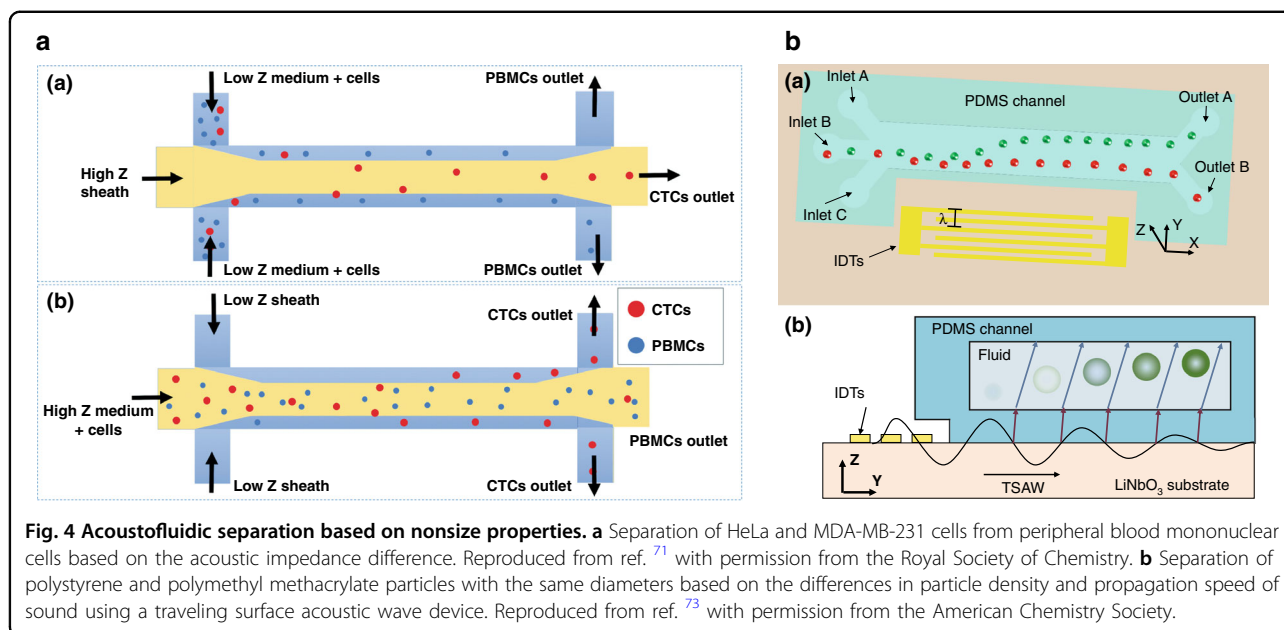 a
(a)
Low Z medium + cells
PBMCs outlet
High Z
sheath
CTCs outlet
Low Z medium + cells
PBMCs outlet
(b)
Low Z sheath
CTCs outlet
CTCs
PBMCs
High Z medium
+ cells
PBMCs outlet
Low Z sheath
CTCs outlet
b
(a)
Inlet A
PDMS channel
Outlet A
Inlet B
Outlet B
Inlet C
λ
Z
Y
X
IDTs
(b)
PDMS channel
Fluid
IDTs
Z
Y
TSAW
LiNbO₃ substrate
Fig. 4 Acoustofluidic separation based on nonsize properties. a Separation of HeLa and MDA-MB-231 cells from peripheral blood mononuclear
cells based on the acoustic impedance difference. Reproduced from ref. 71 with permission from the Royal Society of Chemistry. b Separation of
polystyrene and polymethyl methacrylate particles with the same diameters based on the differences in particle density and propagation speed of
sound using a traveling surface acoustic wave device. Reproduced from ref. 73 with permission from the American Chemistry Society.